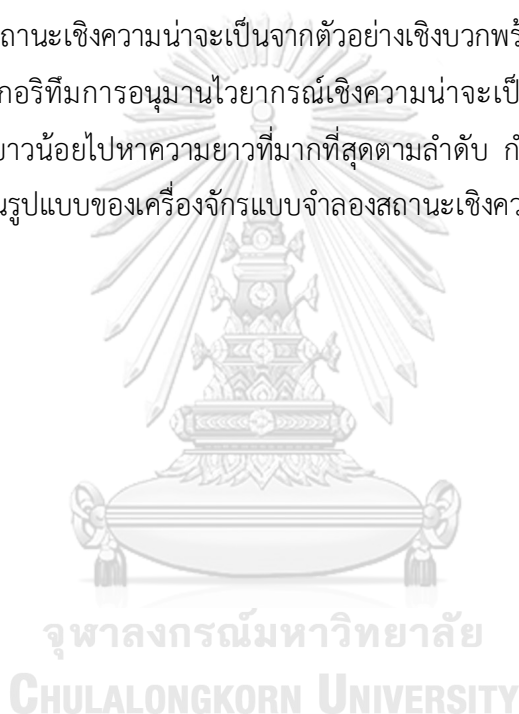 ถานะเชิงความน่าจะเป็นจากตัวอย่างเชิงบวกพร้
กอริทึมการอนุมานไวยากรณ์เชิงความน่าจะเป็
ยาวน้อยไปหาความยาวที่มากที่สุดตามลำดับ กํ
นรูปแบบของเครื่องจักรแบบจำลองสถานะเชิงคว
จุฬาลงกรณ์มหาวิทยาลัย
CHULALONGKORN UNIVERSITY